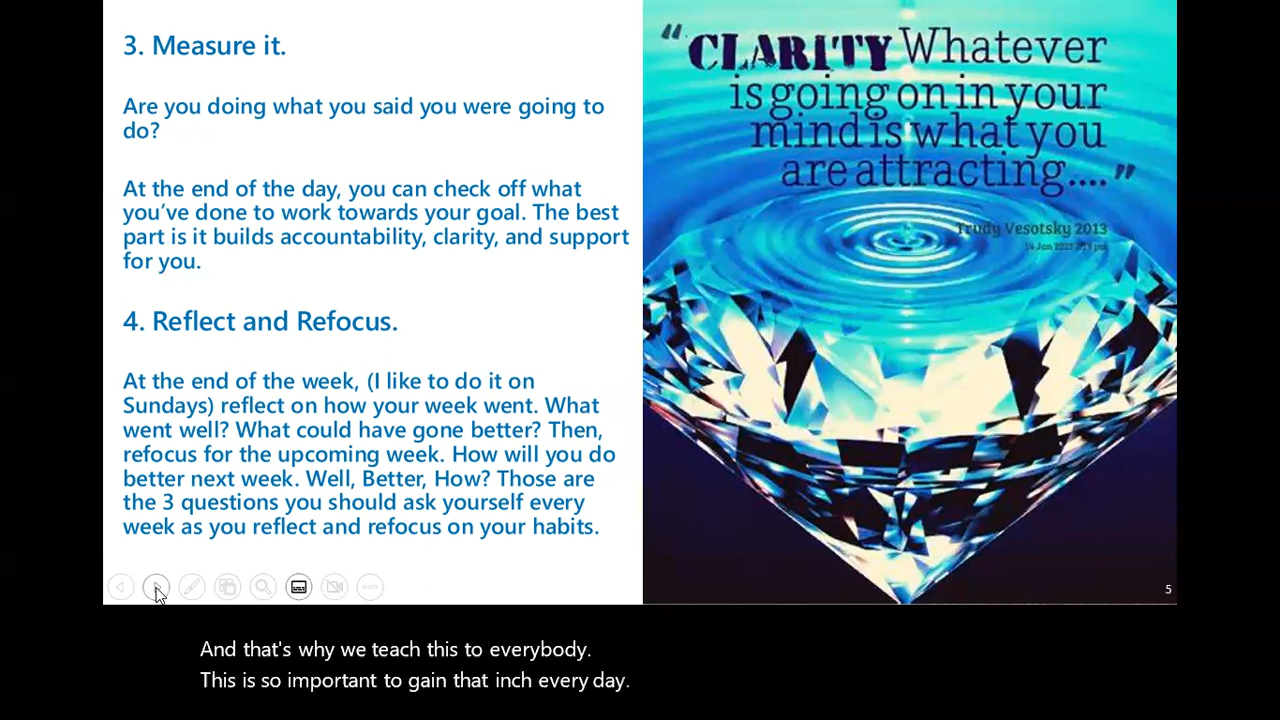 3. Measure it.
Are you doing what you said you were going to
do?
At the end of the day, you can check off what
you’ve done to work towards your goal. The best
part is it builds accountability, clarity, and support
for you.
4. Reflect and Refocus.
At the end of the week, (I like to do it on
Sundays) reflect on how your week went. What
went well? What could have gone better? Then,
refocus for the upcoming week. How will you do
better next week. Well, Better, How? Those are
the 3 questions you should ask yourself every
week as you reflect and refocus on your habits.
“CLARITY Whatever
is going on in your
mind is what you
are attracting....”
Trudy Vesotsky 2013
5
And that's why we teach this to everybody.
This is so important to gain that inch every day.